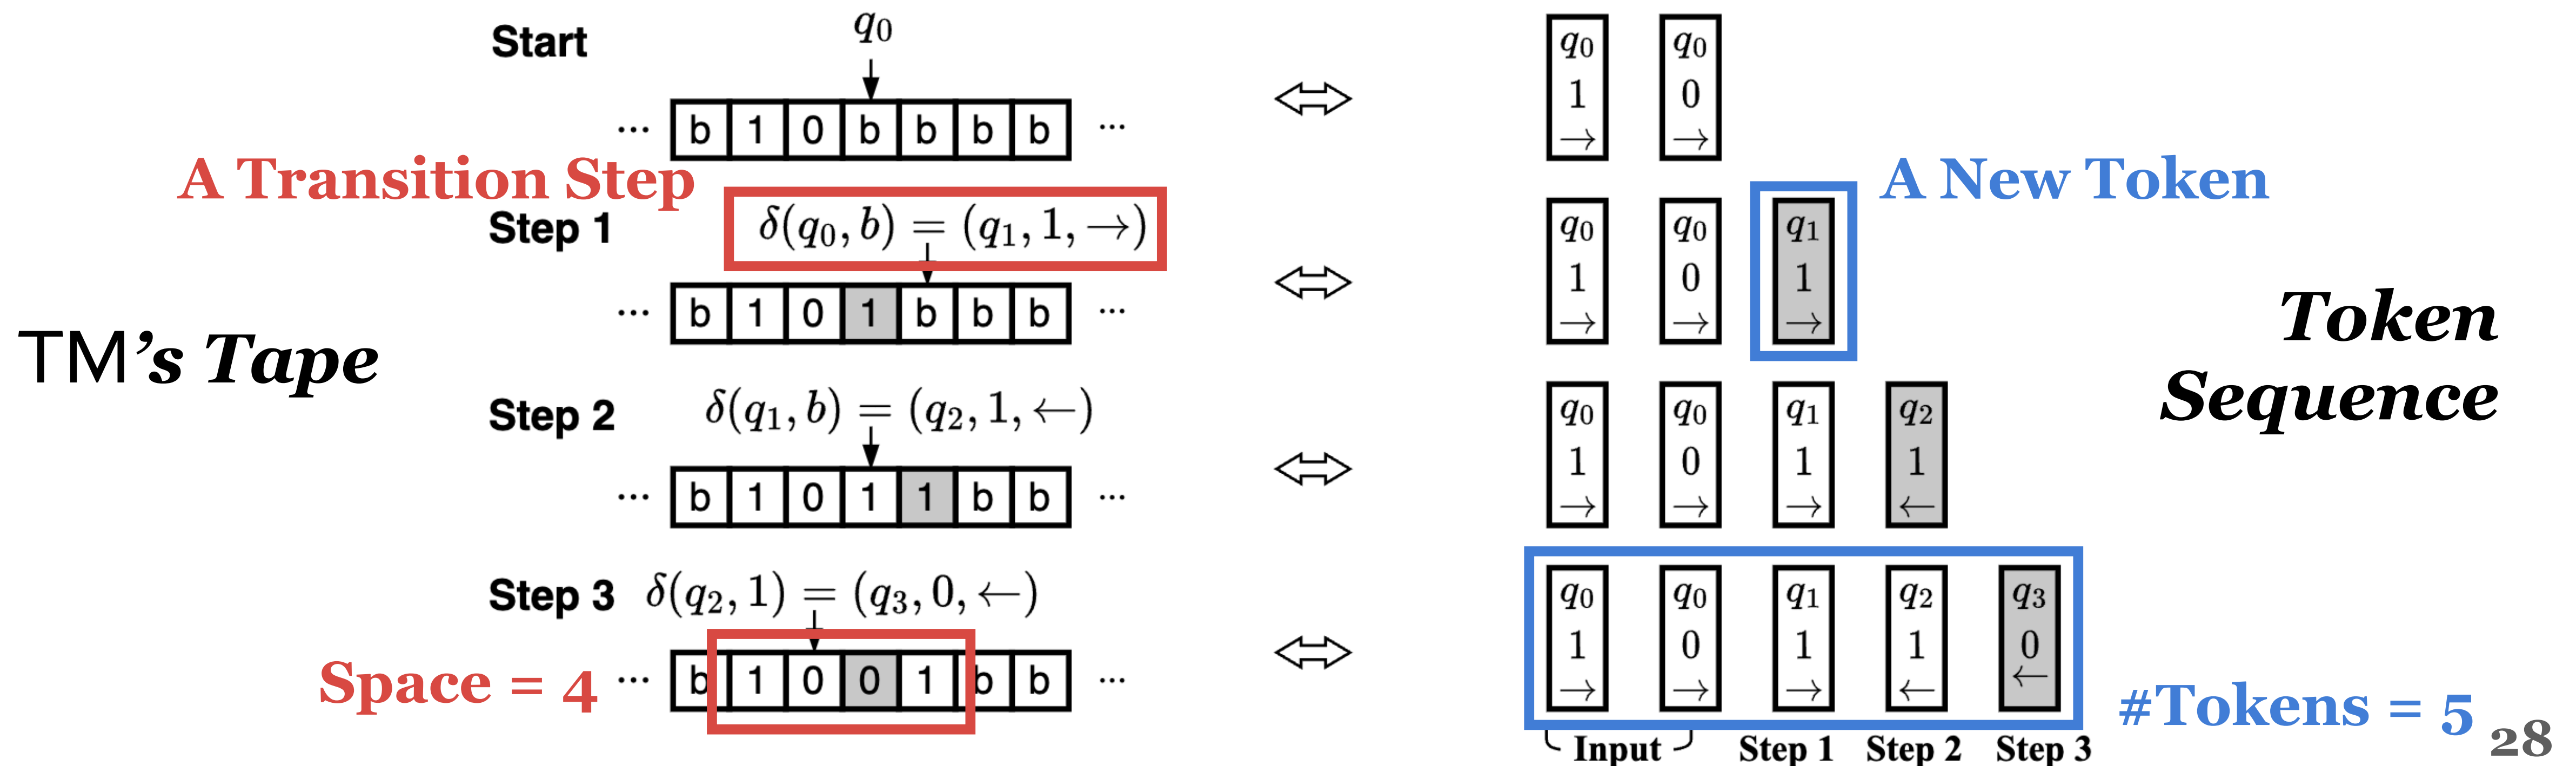 Start
q₀
... b 1 0 b b b b ...
⇔
q₀ q₀
1 0
→ →
A Transition Step
A New Token
Step 1
δ(q₀, b) = (q₁, 1, →)
... b 1 0 1 b b b ...
⇔
q₀ q₀ q₁
1 0 1
→ → →
TM's Tape
Token
Sequence
Step 2
δ(q₁, b) = (q₂, 1, ←)
... b 1 0 1 1 b b ...
⇔
q₀ q₀ q₁ q₂
1 0 1 1
→ → → ←
Step 3
δ(q₂, 1) = (q₃, 0, ←)
Space = 4
... b 1 0 0 1 b b ...
⇔
q₀ q₀ q₁ q₂ q₃
1 0 1 1 0
→ → → ← ←
#Tokens = 5
Input Step 1 Step 2 Step 3
28